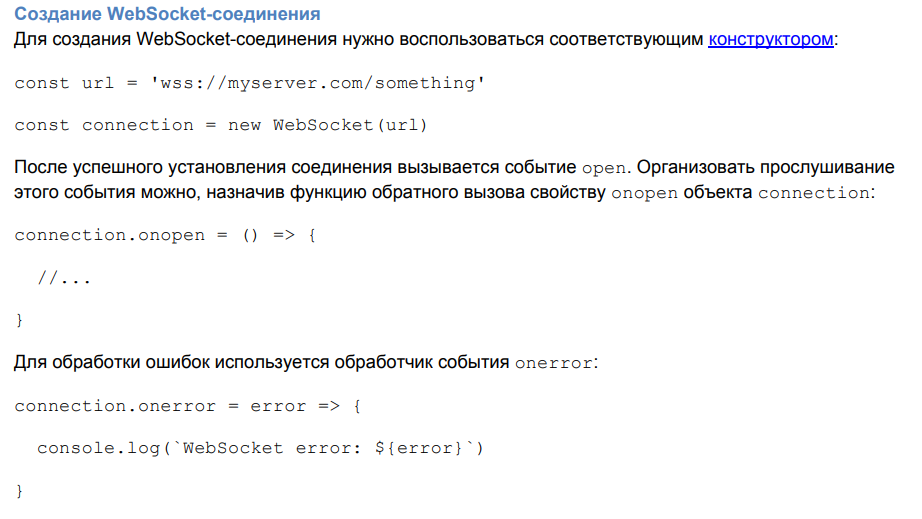 Создание WebSocket-соединения
Для создания WebSocket-соединения нужно воспользоваться соответствующим конструктором:
const url = 'wss://myserver.com/something'
const connection = new WebSocket(url)
После успешного установления соединения вызывается событие open. Организовать прослушивание
этого события можно, назначив функцию обратного вызова свойству onopen объекта connection:
connection.onopen = () => {
  //...
}
Для обработки ошибок используется обработчик события onerror:
connection.onerror = error => {
  console.log(`WebSocket error: ${error}`)
}